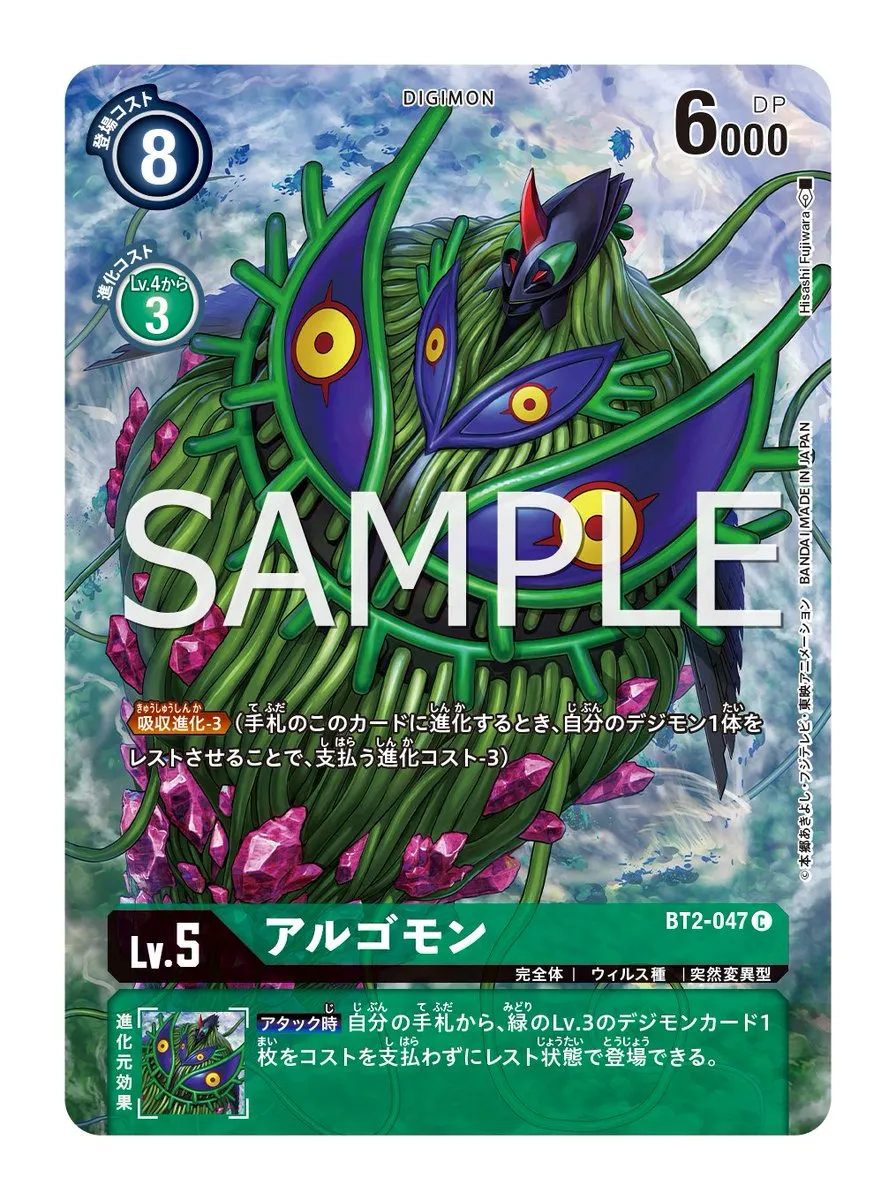 登場コスト
8
DIGIMON
DP
6000
進化コスト
Lv.4から
3
Hisashi Fujiwara
BANDAI MADE IN JAPAN
©本郷あきよし・フジテレビ・東映アニメーション
SAMPLE
吸収進化-3 (手札のこのカードに進化するとき、自分のデジモン1体を
レストさせることで、支払う進化コスト-3)
Lv.5
アルゴモン
BT2-047 C
完全体 | ウィルス種 | 突然変異型
進化元効果
アタック時 自分の手札から、緑のLv.3のデジモンカード1
枚をコストを支払わずにレスト状態で登場できる。